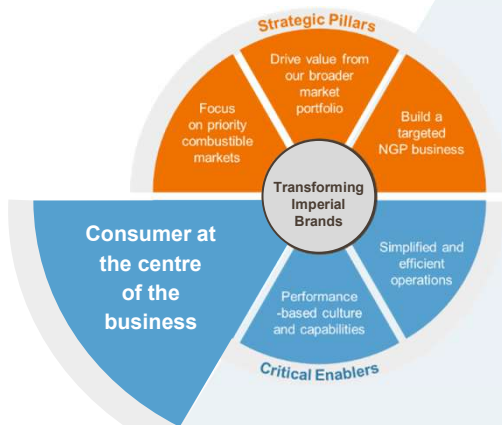 Strategic Pillars
Focus
on priority
combustible
markets
Drive value from
our broader
market
portfolio
Build a
targeted
NGP business
Transforming
Imperial
Brands
Consumer at
the centre
of the
business
Performance
-based culture
and capabilities
Simplified and
efficient
operations
Critical Enablers